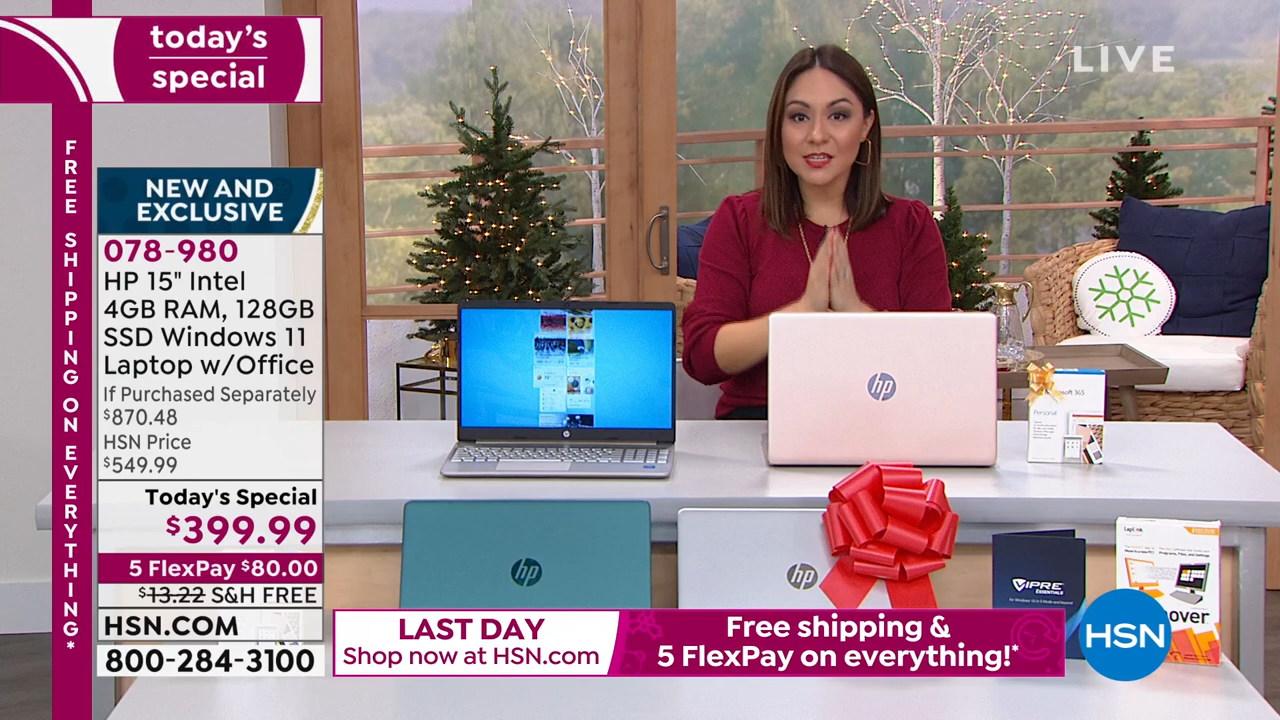 today's
special
LIVE
FREE SHIPPING ON EVERYTHING!*
NEW AND
EXCLUSIVE
078-980
HP 15" Intel
4GB RAM, 128GB
SSD Windows 11
Laptop w/Office
If Purchased Separately
$870.48
HSN Price
$549.99
Today's Special
$399.99
5 FlexPay $80.00
$13.22 S&H FREE
HSN.COM
800-284-3100
hp
hp
hp
Personal
VIPRE
ESSENTIALS
LapLink
LAST DAY
Shop now at HSN.com
Free shipping &
5 FlexPay on everything!*
HSN